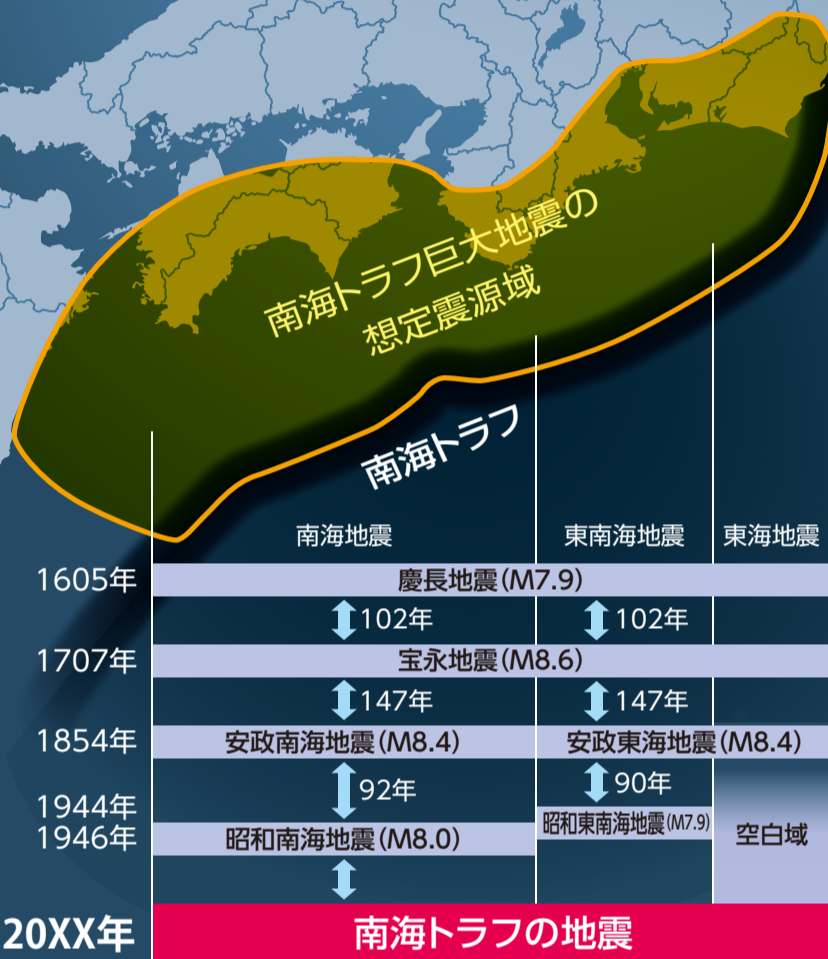 南海トラフ巨大地震の
想定震源域
南海トラフ
南海地震
東南海地震
東海地震
1605年
慶長地震(M7.9)
102年
102年
1707年
宝永地震(M8.6)
147年
147年
1854年
安政南海地震(M8.4)
安政東海地震(M8.4)
92年
90年
1944年
昭和東南海地震(M7.9)
1946年
昭和南海地震(M8.0)
空白域
20XX年
南海トラフの地震